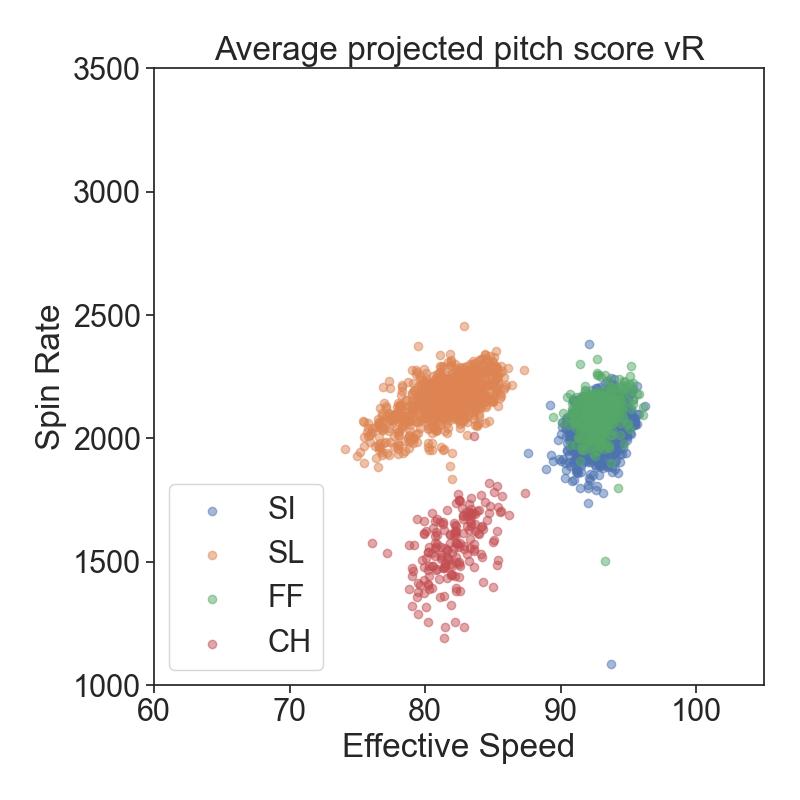 Average projected pitch score vR
3500
3000
2500
2000
1500
1000
Spin Rate
SI
SL
FF
CH
60 70 80 90 100
Effective Speed